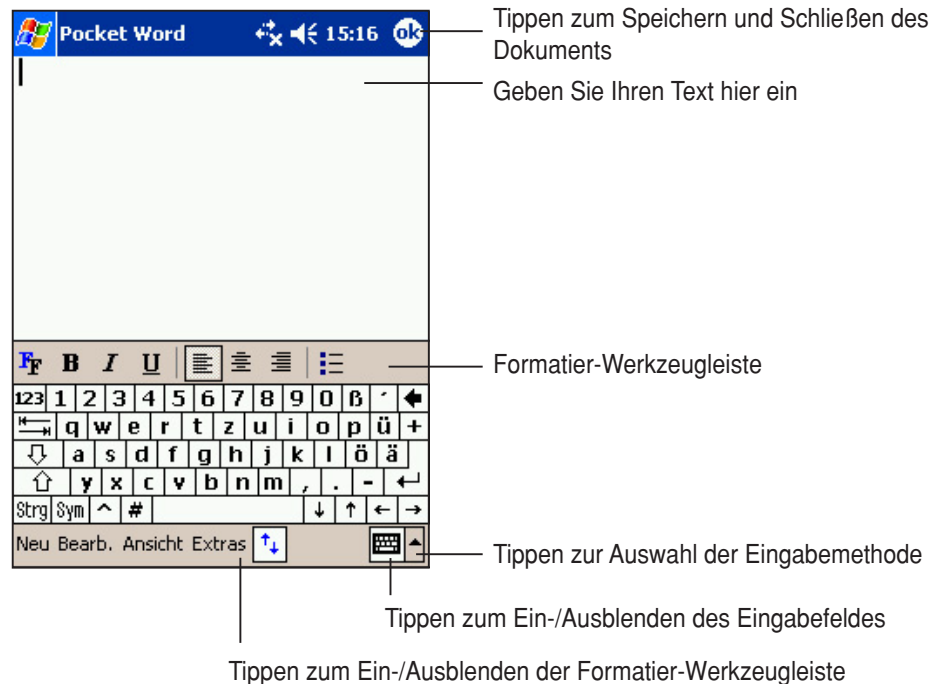 Pocket Word 15:16 ok
Tippen zum Speichern und Schließen des
Dokuments
Geben Sie Ihren Text hier ein
FF B I U
Formatier-Werkzeugleiste
123 1 2 3 4 5 6 7 8 9 0 ß ´
q w e r t z u i o p ü +
a s d f g h j k l ö ä
y x c v b n m , . -
Strg Sym ^ # ↓ ↑ ← →
Neu Bearb. Ansicht Extras
Tippen zur Auswahl der Eingabemethode
Tippen zum Ein-/Ausblenden des Eingabefeldes
Tippen zum Ein-/Ausblenden der Formatier-Werkzeugleiste